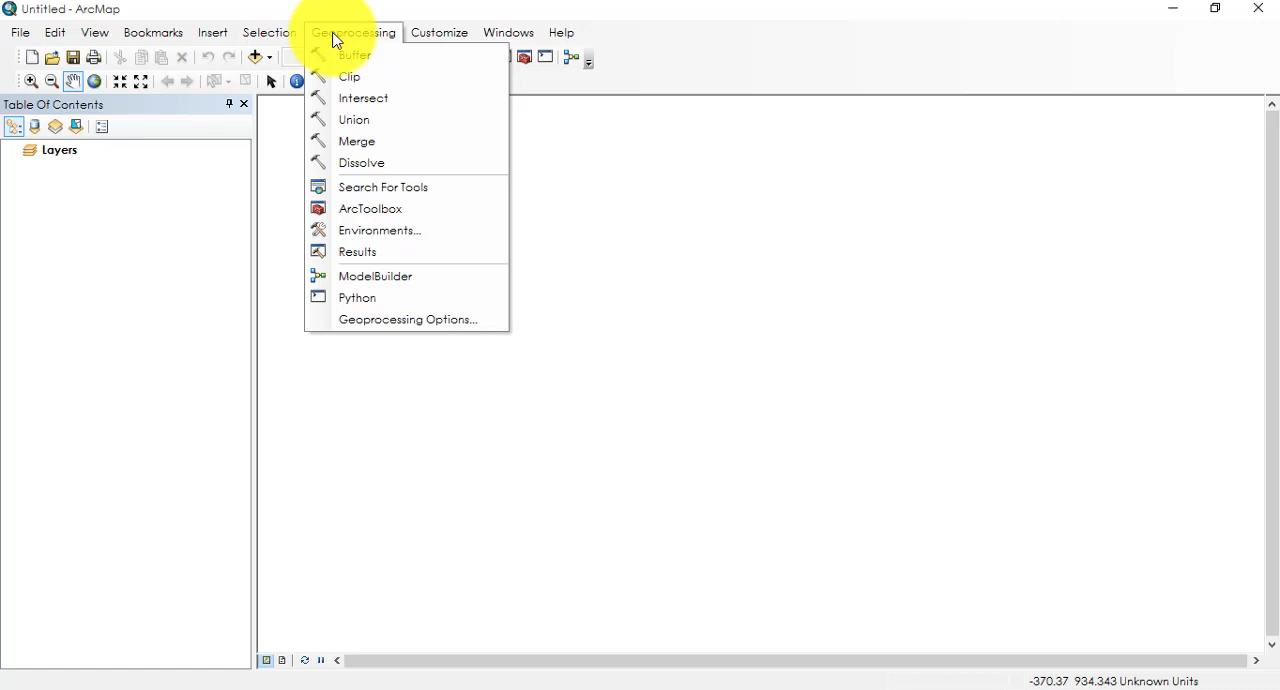 Untitled - ArcMap
File Edit View Bookmarks Insert Selection Geoprocessing Customize Windows Help
Buffer
Clip
Table Of Contents
Intersect
Union
Merge
Layers
Dissolve
Search For Tools
ArcToolbox
Environments...
Results
ModelBuilder
Python
Geoprocessing Options...
-370.37 934.343 Unknown Units